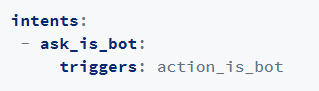 intents:
- ask_is_bot:
triggers: action_is_bot